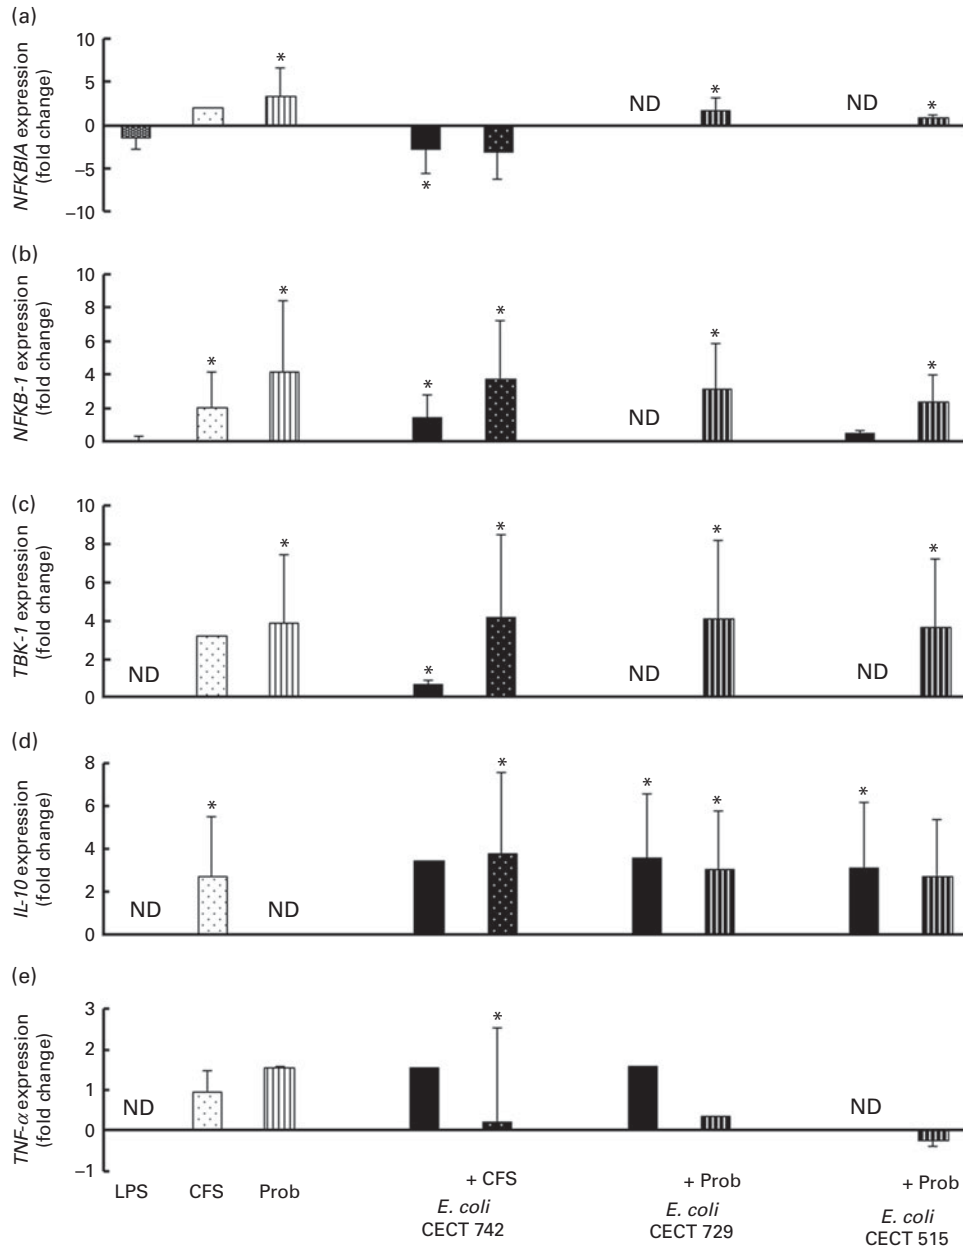 (a)
NFKBIA expression
(fold change)
10
5
0
−5
−10
*
*
ND
*
ND
*
(b)
NFKB-1 expression
(fold change)
10
8
6
4
2
0
*
*
*
*
ND
*
*
(c)
TBK-1 expression
(fold change)
10
8
6
4
2
0
ND
*
*
*
ND
*
ND
*
(d)
IL-10 expression
(fold change)
8
6
4
2
0
ND
*
ND
*
*
*
*
(e)
TNF-α expression
(fold change)
3
2
1
0
−1
ND
*
ND
LPS CFS Prob + CFS + Prob + Prob
E. coli E. coli E. coli
CECT 742 CECT 729 CECT 515